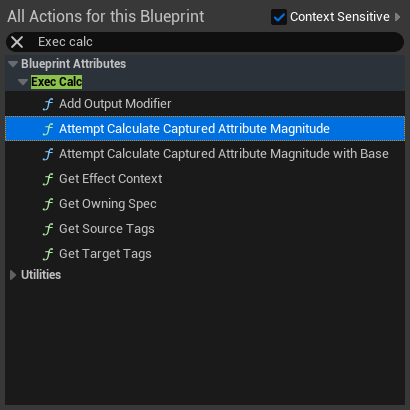 All Actions for this Blueprint Context Sensitive
Exec calc
Blueprint Attributes
Exec Calc
Add Output Modifier
Attempt Calculate Captured Attribute Magnitude
Attempt Calculate Captured Attribute Magnitude with Base
Get Effect Context
Get Owning Spec
Get Source Tags
Get Target Tags
Utilities